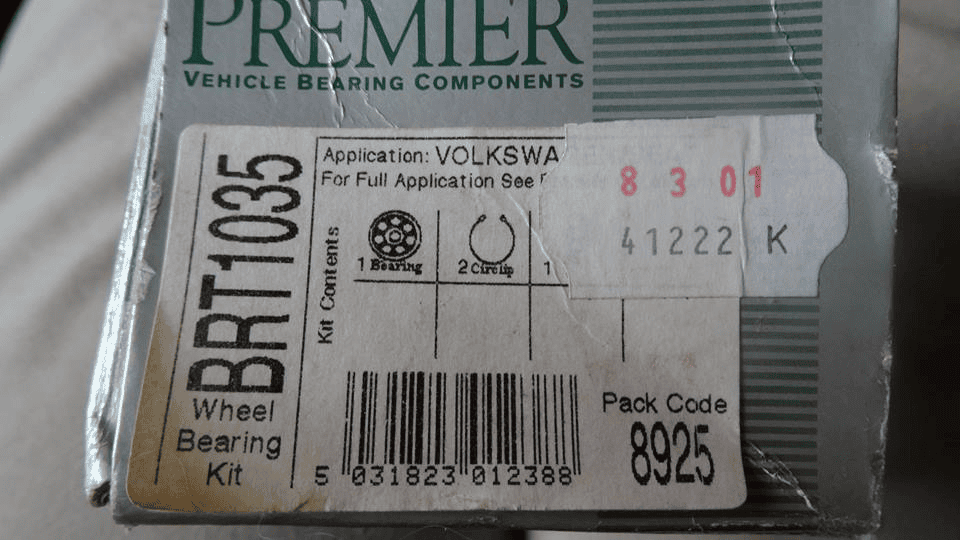 PREMIER
VEHICLE BEARING COMPONENTS
BRT1035
Wheel
Bearing
Kit
Application: VOLKSWA
For Full Application See
Kit Contents
1 Bearing
2 Circlip
1
8 3 01
41222 K
Pack Code
8925
5 031823 012388